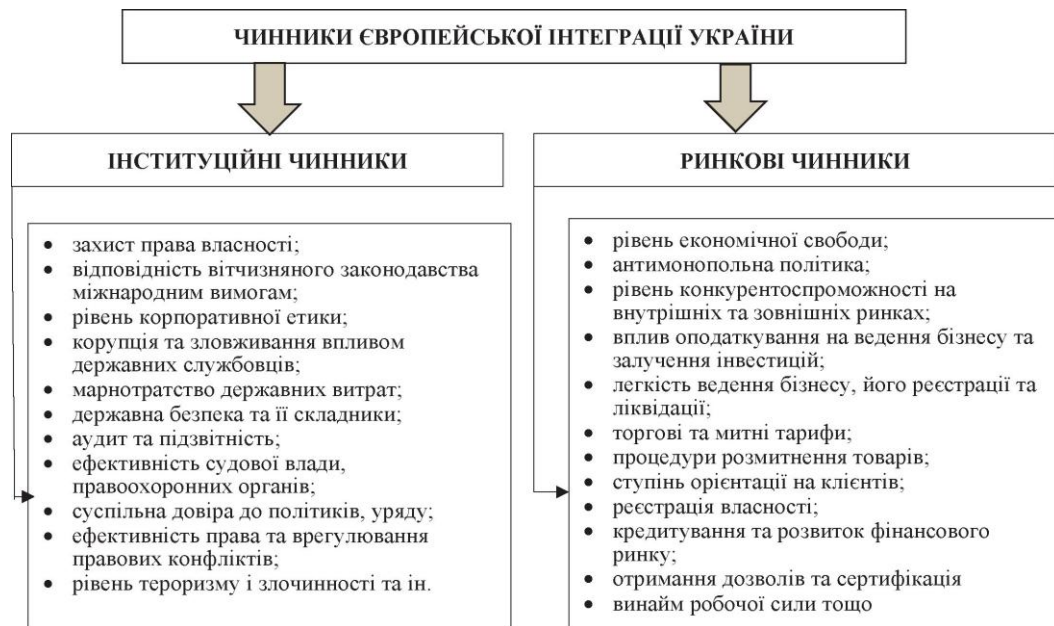 ЧИННИКИ ЄВРОПЕЙСЬКОЇ ІНТЕГРАЦІЇ УКРАЇНИ
ІНСТИТУЦІЙНІ ЧИННИКИ
• захист права власності;
• відповідність вітчизняного законодавства
міжнародним вимогам;
• рівень корпоративної етики;
• корупція та зловживання впливом
державних службовців;
• марнотратство державних витрат;
• державна безпека та її складники;
• аудит та підзвітність;
• ефективність судової влади,
правоохоронних органів;
• суспільна довіра до політиків, уряду;
• ефективність права та врегулювання
правових конфліктів;
• рівень тероризму і злочинності та ін.
РИНКОВІ ЧИННИКИ
• рівень економічної свободи;
• антимонопольна політика;
• рівень конкурентоспроможності на
внутрішніх та зовнішніх ринках;
• вплив оподаткування на ведення бізнесу та
залучення інвестицій;
• легкість ведення бізнесу, його реєстрації та
ліквідації;
• торгові та митні тарифи;
• процедури розмитнення товарів;
• ступінь орієнтації на клієнтів;
• реєстрація власності;
• кредитування та розвиток фінансового
ринку;
• отримання дозволів та сертифікація
• винайм робочої сили тощо